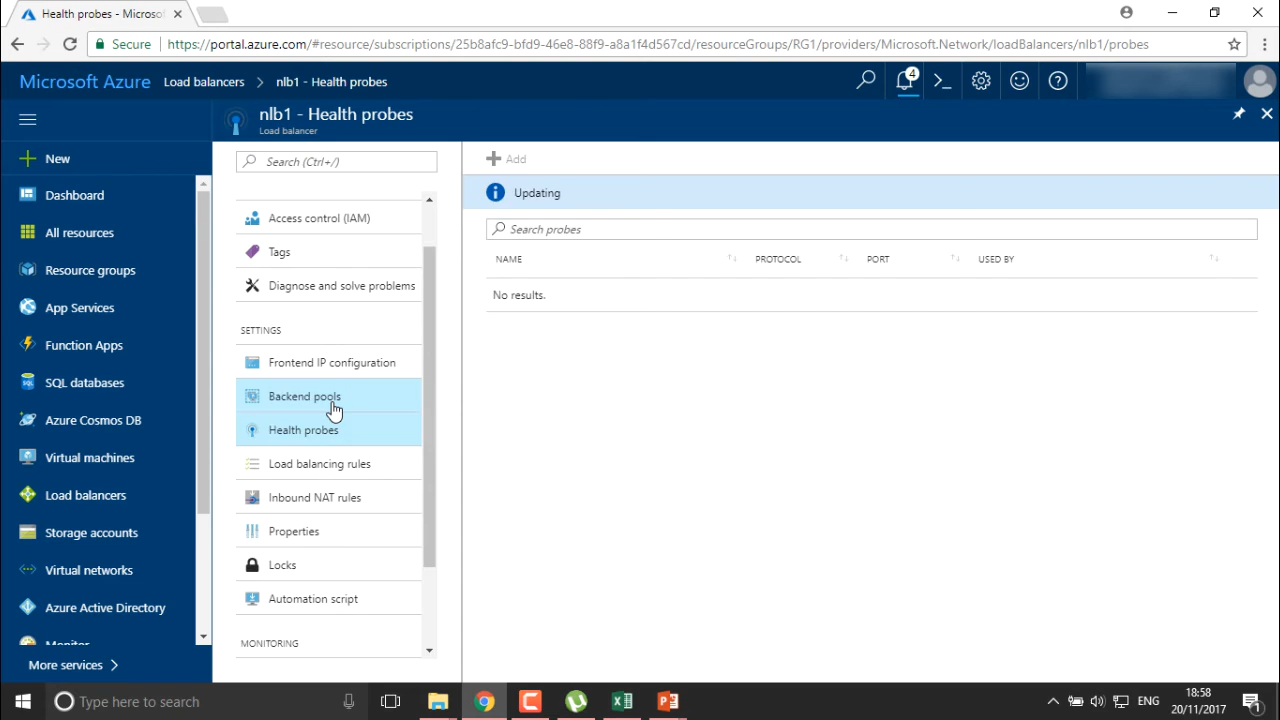 Health probes - Microso
Secure
https://portal.azure.com/#resource/subscriptions/25b8afc9-bfd9-46e8-88f9-a8a1f4d567cd/resourceGroups/RG1/providers/Microsoft.Network/loadBalancers/nlb1/probes
Microsoft Azure
Load balancers
nlb1 - Health probes
4
nlb1 - Health probes
Load balancer
New
Dashboard
All resources
Resource groups
App Services
Function Apps
SQL databases
Azure Cosmos DB
Virtual machines
Load balancers
Storage accounts
Virtual networks
Azure Active Directory
Monitor
More services
Search (Ctrl+/)
Access control (IAM)
Tags
Diagnose and solve problems
SETTINGS
Frontend IP configuration
Backend pools
Health probes
Load balancing rules
Inbound NAT rules
Properties
Locks
Automation script
MONITORING
Add
Updating
Search probes
NAME PROTOCOL PORT USED BY
No results.
Type here to search
ENG
18:58
20/11/2017
1